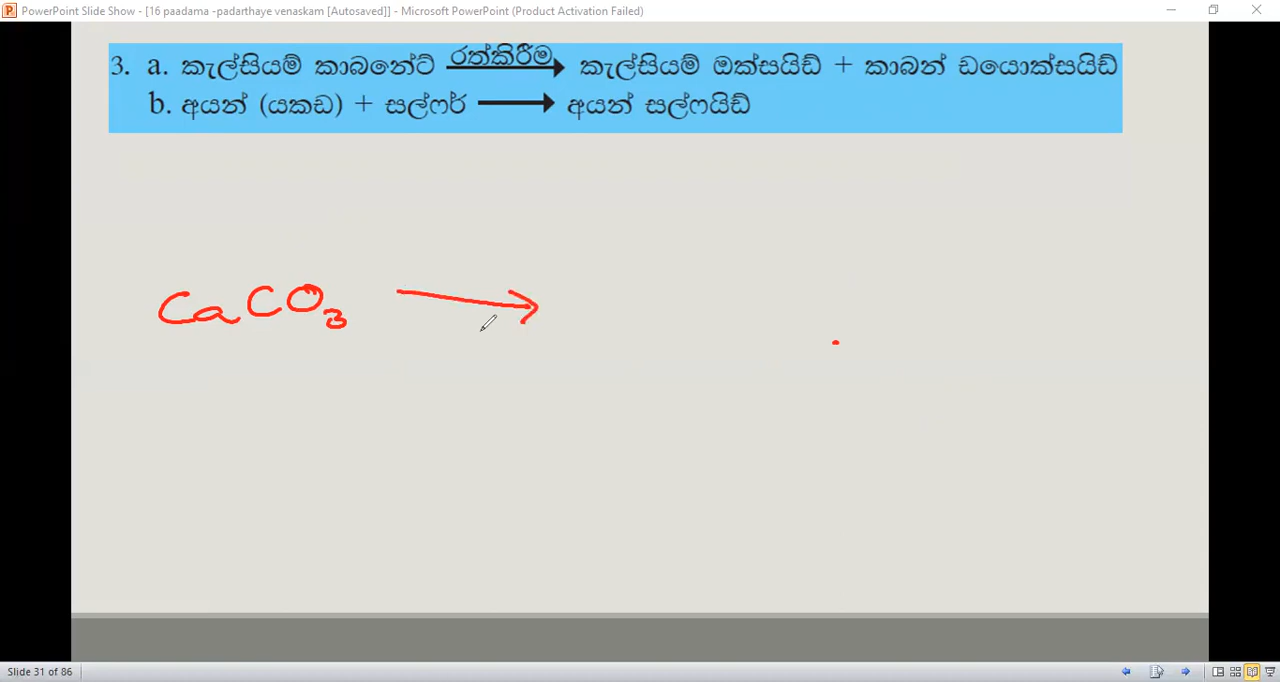 PowerPoint Slide Show - [16 paadama -padarthaye venaskam [Autosaved]] - Microsoft PowerPoint (Product Activation Failed)
3. a. කැල්සියම් කාබනේට් රත්කිරීම → කැල්සියම් ඔක්සයිඩ් + කාබන් ඩයොක්සයිඩ්
b. අයන් (යකඩ) + සල්ෆර් → අයන් සල්ෆයිඩ්
CaCO₃ →
Slide 31 of 86